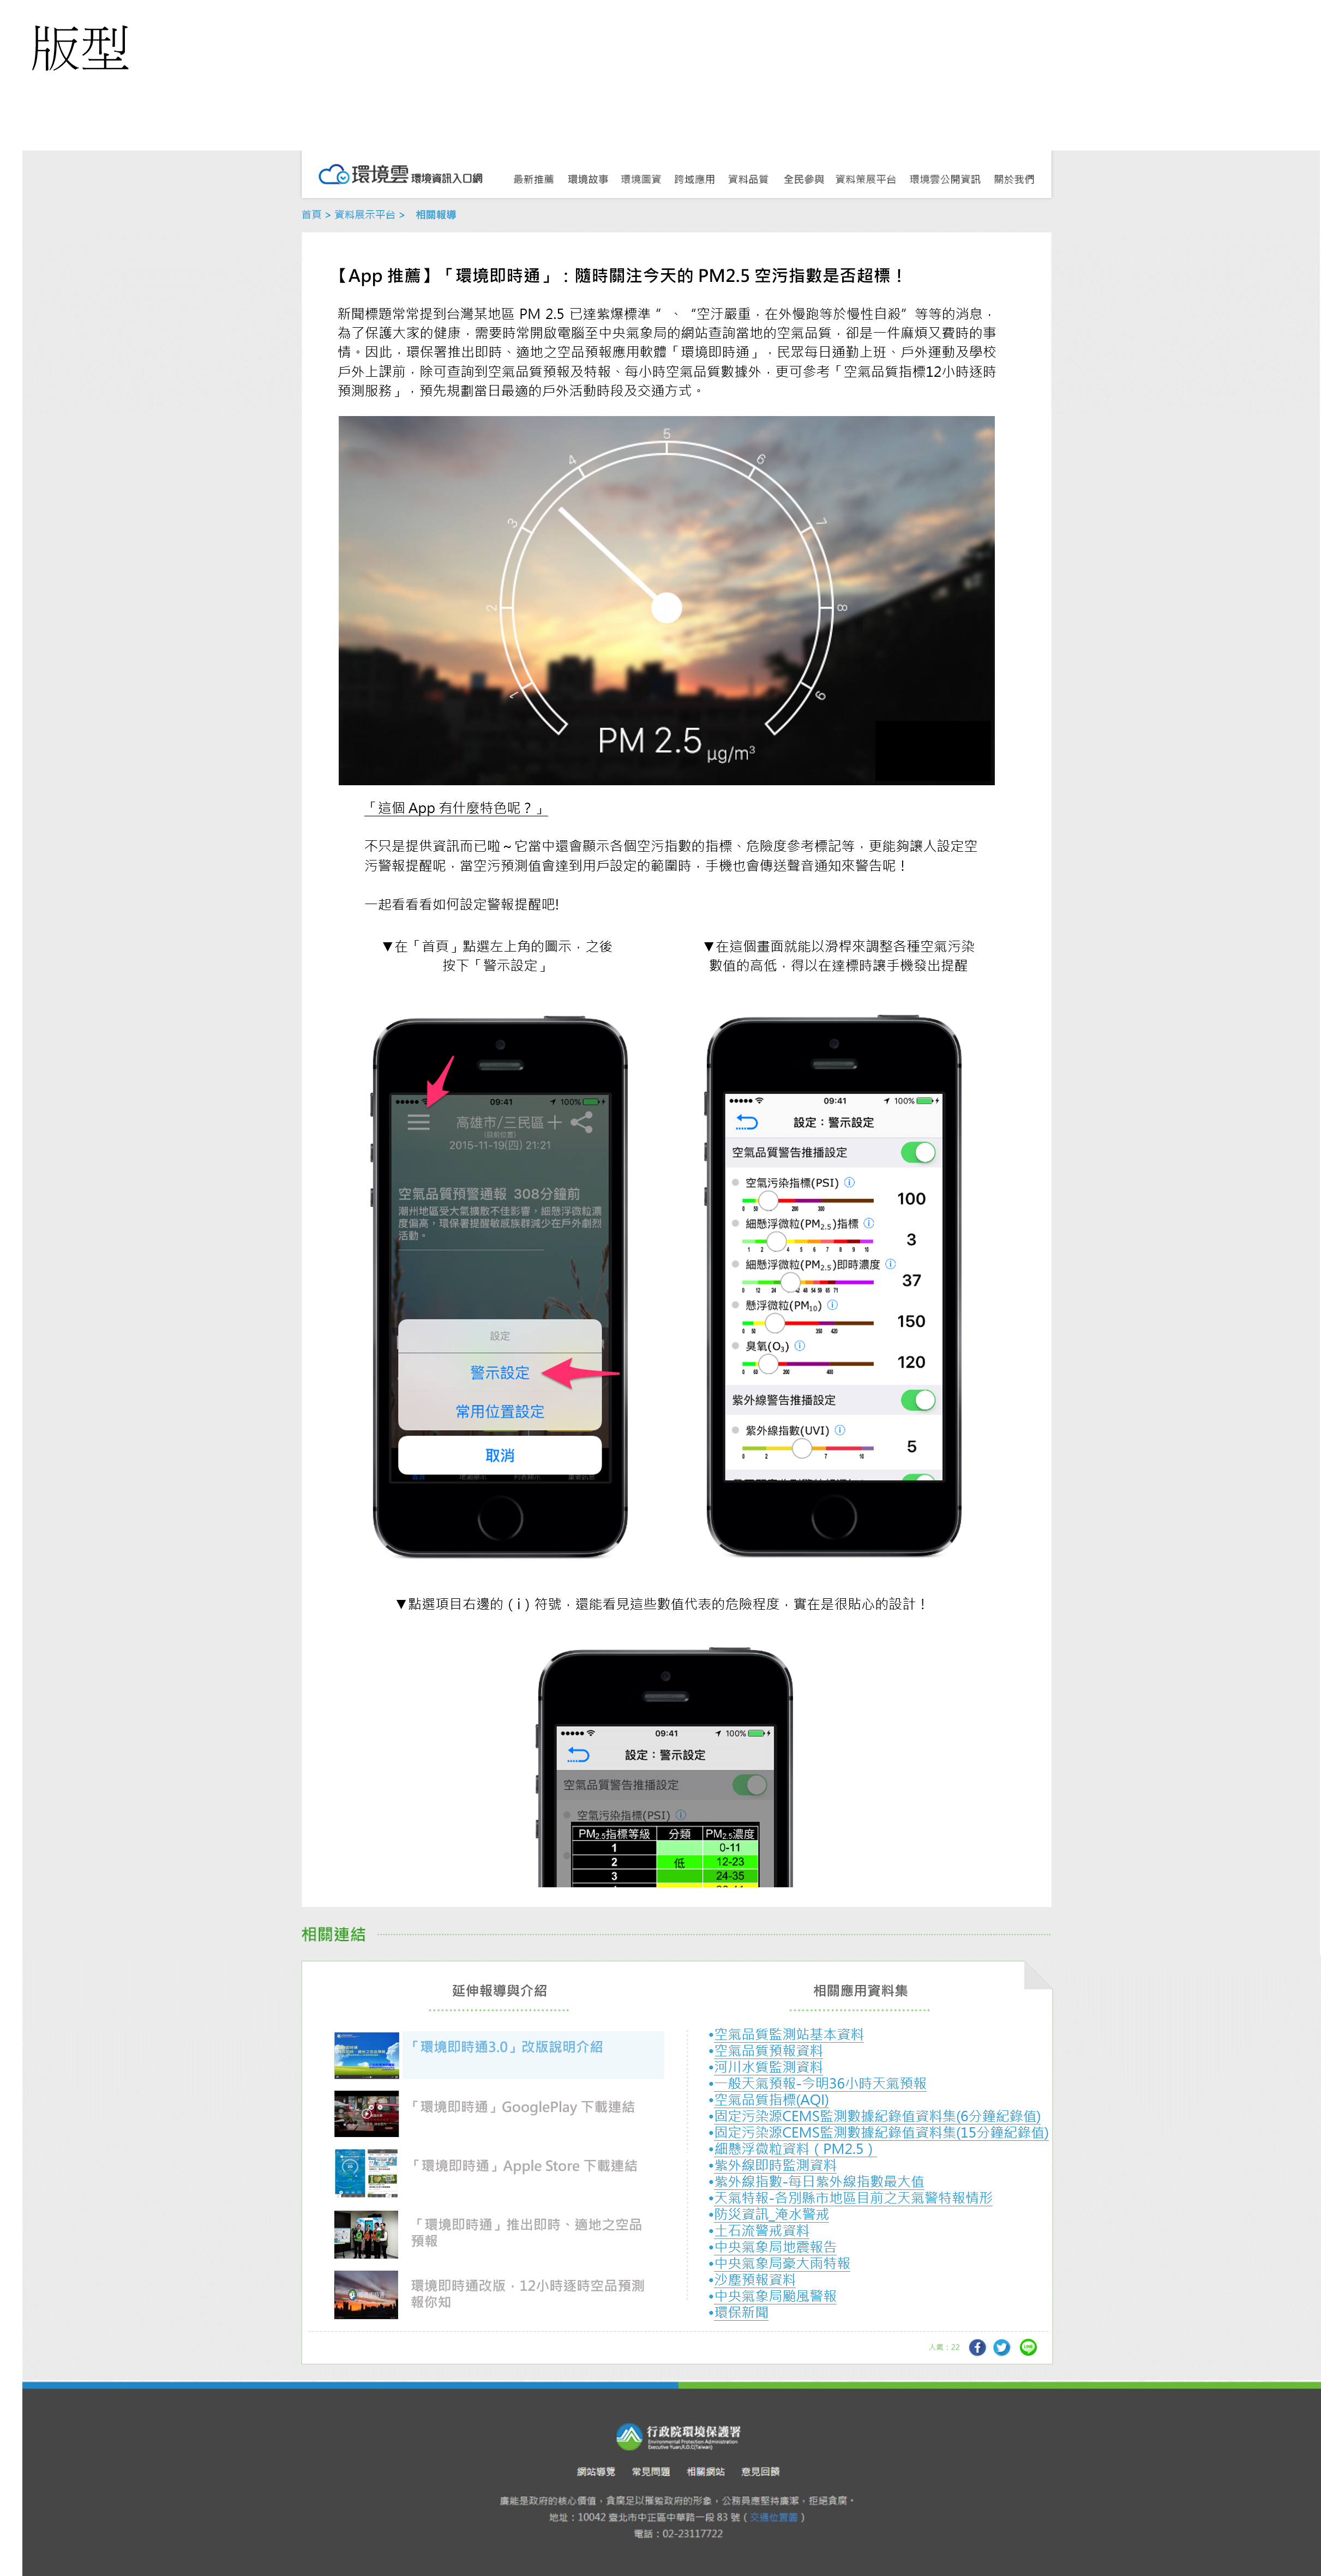 版型
環境雲 環境資訊入口網
最新推薦 環境故事 環境圖資 跨域應用 資料品質 全民參與 資料策展平台 環境雲公開資訊 關於我們
首頁 > 資料展示平台 > 相關報導
【App 推薦】「環境即時通」：隨時關注今天的 PM2.5 空污指數是否超標！
新聞標題常常提到台灣某地區 PM 2.5 已達紫爆標準 ” 、 “空汙嚴重，在外慢跑等於慢性自殺” 等等的消息，
為了保護大家的健康，需要時常開啟電腦至中央氣象局的網站查詢當地的空氣品質，卻是一件麻煩又費時的事
情。因此，環保署推出即時、適地之空品預報應用軟體「環境即時通」，民眾每日通勤上班、戶外運動及學校
戶外上課前，除可查詢到空氣品質預報及特報、每小時空氣品質數據外，更可參考「空氣品質指標12小時逐時
預測服務」，預先規劃當日最適的戶外活動時段及交通方式。
1 2 3 4 5 6 7 8 9
PM 2.5 μg/m³
「這個 App 有什麼特色呢？」
不只是提供資訊而已啦～它當中還會顯示各個空污指數的指標、危險度參考標記等，更能夠讓人設定空
污警報提醒呢，當空污預測值會達到用戶設定的範圍時，手機也會傳送聲音通知來警告呢！
一起看看看如何設定警報提醒吧!
▼在「首頁」點選左上角的圖示，之後
按下「警示設定」
▼在這個畫面就能以滑桿來調整各種空氣污染
數值的高低，得以在達標時讓手機發出提醒
09:41 100%
高雄市/三民區
(目前位置)
2015-11-19(四) 21:21
空氣品質預警通報 308分鐘前
潮州地區受大氣擴散不佳影響，細懸浮微粒濃
度偏高，環保署提醒敏感族群減少在戶外劇烈
活動。
設定
警示設定
常用位置設定
取消
09:41 100%
設定：警示設定
空氣品質警告推播設定
空氣污染指標(PSI) 100
0 50 200 300
細懸浮微粒(PM2.5)指標 3
1 2 4 5 6 7 8 9 10
細懸浮微粒(PM2.5)即時濃度 37
0 12 24 42 48 54 59 65 71
懸浮微粒(PM10) 150
0 50 350 420
臭氧(O3) 120
0 60 200 400
紫外線警告推播設定
紫外線指數(UVI) 5
0 2 7 10
▼點選項目右邊的（i）符號，還能看見這些數值代表的危險程度，實在是很貼心的設計！
09:41 100%
設定：警示設定
空氣品質警告推播設定
空氣污染指標(PSI)
PM2.5指標等級 分類 PM2.5濃度
1 0-11
2 低 12-23
3 24-35
相關連結
延伸報導與介紹
「環境即時通3.0」改版說明介紹
「環境即時通」GooglePlay 下載連結
「環境即時通」Apple Store 下載連結
「環境即時通」推出即時、適地之空品
預報
環境即時通改版，12小時逐時空品預測
報你知
相關應用資料集
•空氣品質監測站基本資料
•空氣品質預報資料
•河川水質監測資料
•一般天氣預報-今明36小時天氣預報
•空氣品質指標(AQI)
•固定污染源CEMS監測數據紀錄值資料集(6分鐘紀錄值)
•固定污染源CEMS監測數據紀錄值資料集(15分鐘紀錄值)
•細懸浮微粒資料（PM2.5）
•紫外線即時監測資料
•紫外線指數-每日紫外線指數最大值
•天氣特報-各別縣市地區目前之天氣警特報情形
•防災資訊_淹水警戒
•土石流警戒資料
•中央氣象局地震報告
•中央氣象局豪大雨特報
•沙塵預報資料
•中央氣象局颱風警報
•環保新聞
人氣：22
LINE
行政院環境保護署
Environmental Protection Administration
Executive Yuan,R.O.C(Taiwan)
網站導覽 常見問題 相關網站 意見回饋
廉能是政府的核心價值，貪腐足以摧毀政府的形象，公務員應堅持廉潔，拒絕貪腐。
地址：10042 臺北市中正區中華路一段 83 號（交通位置圖）
電話：02-23117722